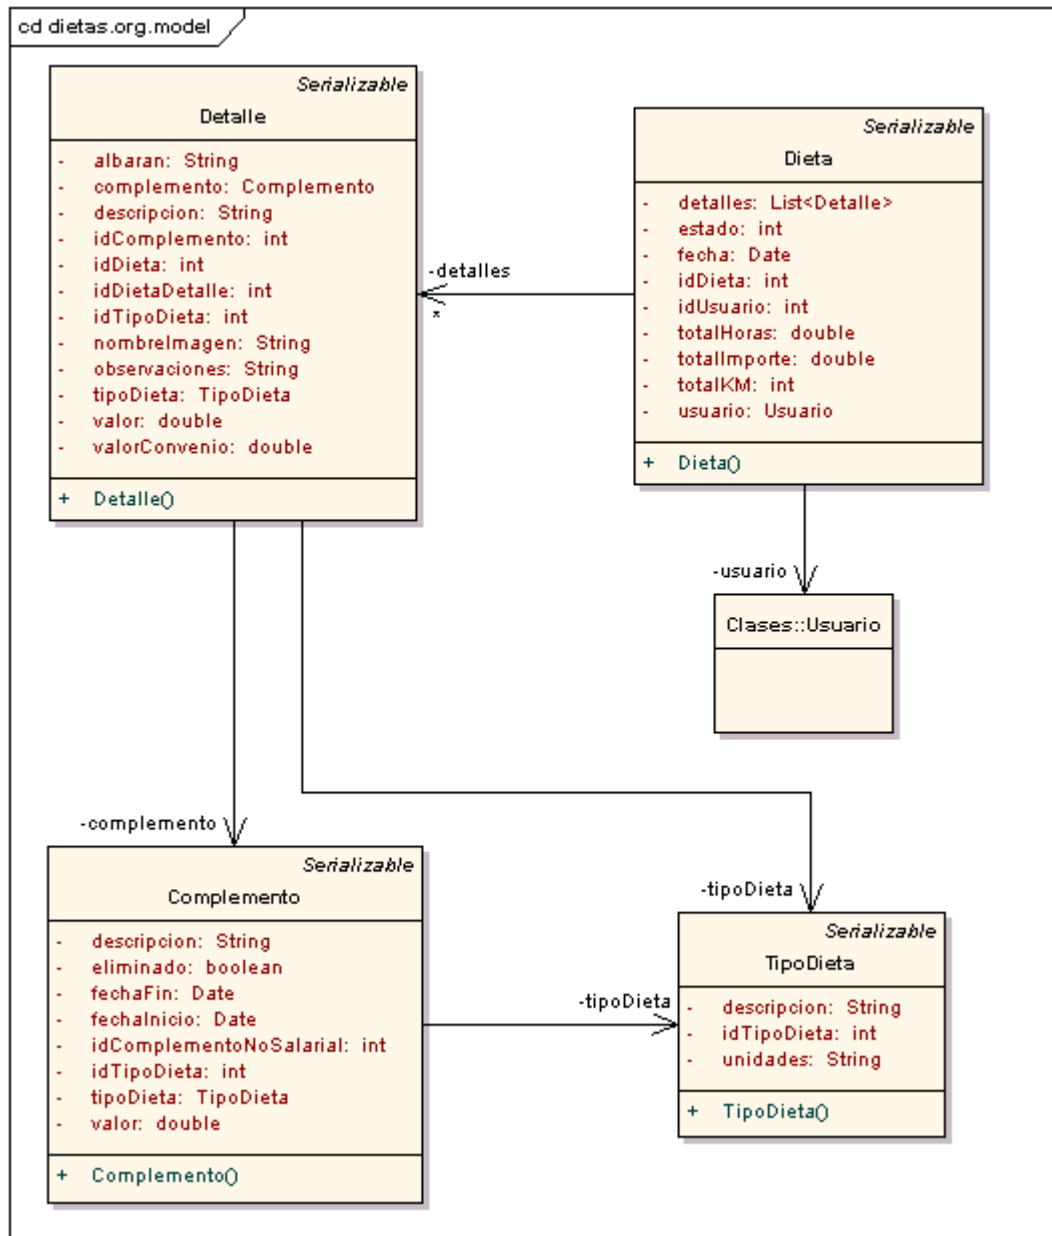 cd dietas.org.model
Serializable
Detalle
- albaran: String
- complemento: Complemento
- descripcion: String
- idComplemento: int
- idDieta: int
- idDietaDetalle: int
- idTipoDieta: int
- nombreImagen: String
- observaciones: String
- tipoDieta: TipoDieta
- valor: double
- valorConvenio: double
+ Detalle()
Serializable
Dieta
- detalles: List<Detalle>
- estado: int
- fecha: Date
- idDieta: int
- idUsuario: int
- totalHoras: double
- totalImporte: double
- totalKM: int
- usuario: Usuario
+ Dieta()
-detalles
*
-usuario
Clases::Usuario
-complemento
Serializable
Complemento
- descripcion: String
- eliminado: boolean
- fechaFin: Date
- fechaInicio: Date
- idComplementoNoSalarial: int
- idTipoDieta: int
- tipoDieta: TipoDieta
- valor: double
+ Complemento()
-tipoDieta
-tipoDieta
Serializable
TipoDieta
- descripcion: String
- idTipoDieta: int
- unidades: String
+ TipoDieta()